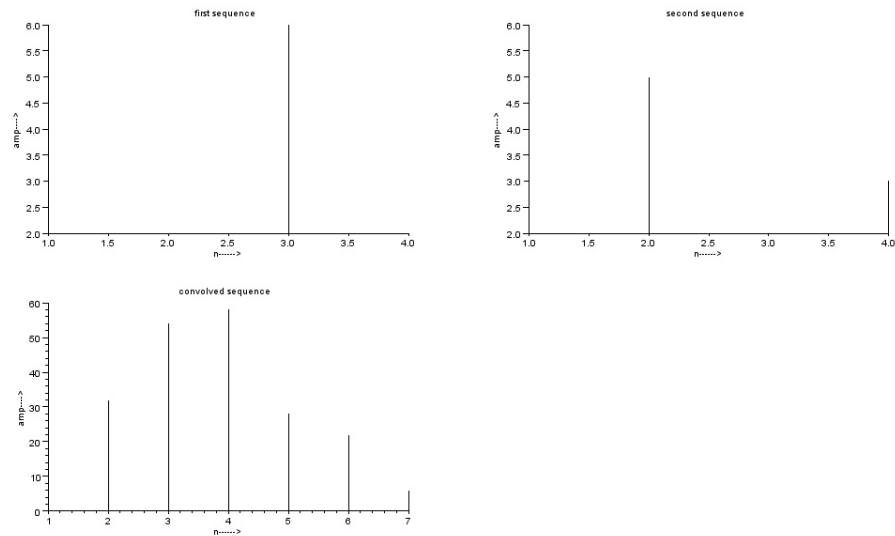 first sequence
6.0
5.5
5.0
4.5
4.0
3.5
3.0
2.5
2.0
amp---->
1.0 1.5 2.0 2.5 3.0 3.5 4.0
n------>
second sequence
6.0
5.5
5.0
4.5
4.0
3.5
3.0
2.5
2.0
amp---->
1.0 1.5 2.0 2.5 3.0 3.5 4.0
n------>
convolved sequence
60
50
40
30
20
10
0
amp---->
1 2 3 4 5 6 7
n------>